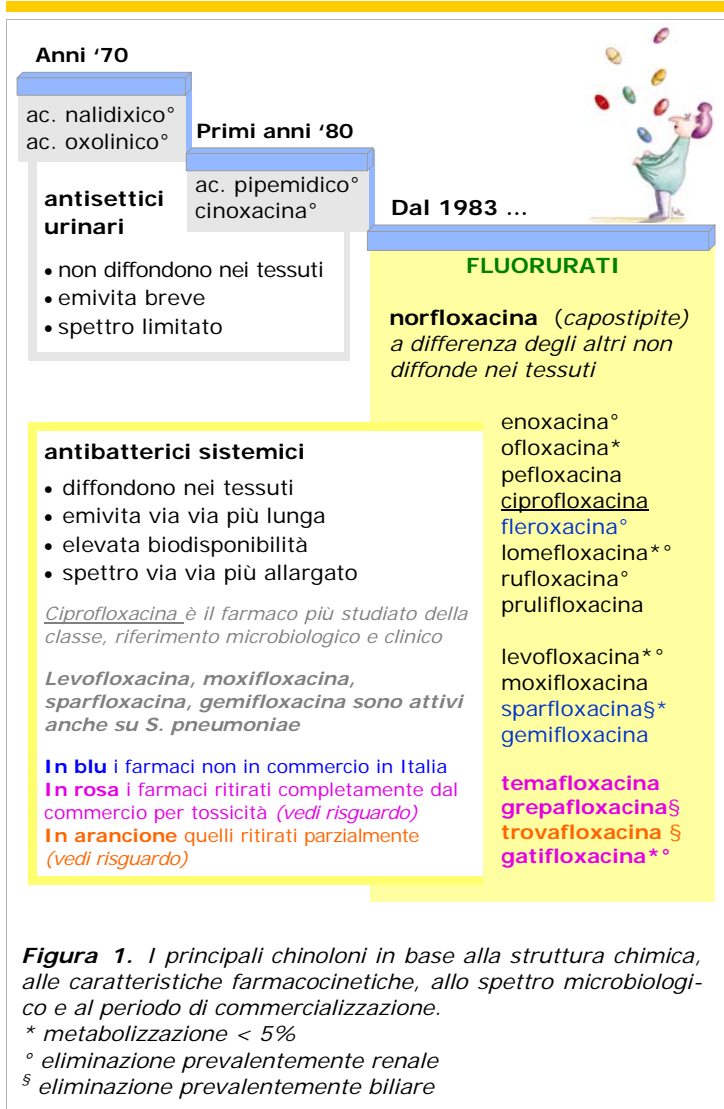 Anni ‘70
ac. nalidixico°
ac. oxolinico°
Primi anni ‘80
ac. pipemidico°
cinoxacina°
antisettici
urinari
• non diffondono nei tessuti
• emivita breve
• spettro limitato
Dal 1983 ...
FLUORURATI
norfloxacina (capostipite)
a differenza degli altri non
diffonde nei tessuti
enoxacina°
ofloxacina*
pefloxacina
ciprofloxacina
fleroxacina°
lomefloxacina*°
rufloxacina°
prulifloxacina
levofloxacina*°
moxifloxacina
sparfloxacina§*
gemifloxacina
temafloxacina
grepafloxacina§
trovafloxacina §
gatifloxacina*°
antibatterici sistemici
• diffondono nei tessuti
• emivita via via più lunga
• elevata biodisponibilità
• spettro via via più allargato
Ciprofloxacina è il farmaco più studiato della
classe, riferimento microbiologico e clinico
Levofloxacina, moxifloxacina,
sparfloxacina, gemifloxacina sono attivi
anche su S. pneumoniae
In blu i farmaci non in commercio in Italia
In rosa i farmaci ritirati completamente dal
commercio per tossicità (vedi risguardo)
In arancione quelli ritirati parzialmente
(vedi risguardo)
Figura 1. I principali chinoloni in base alla struttura chimica,
alle caratteristiche farmacocinetiche, allo spettro microbiologi-
co e al periodo di commercializzazione.
* metabolizzazione < 5%
° eliminazione prevalentemente renale
§ eliminazione prevalentemente biliare